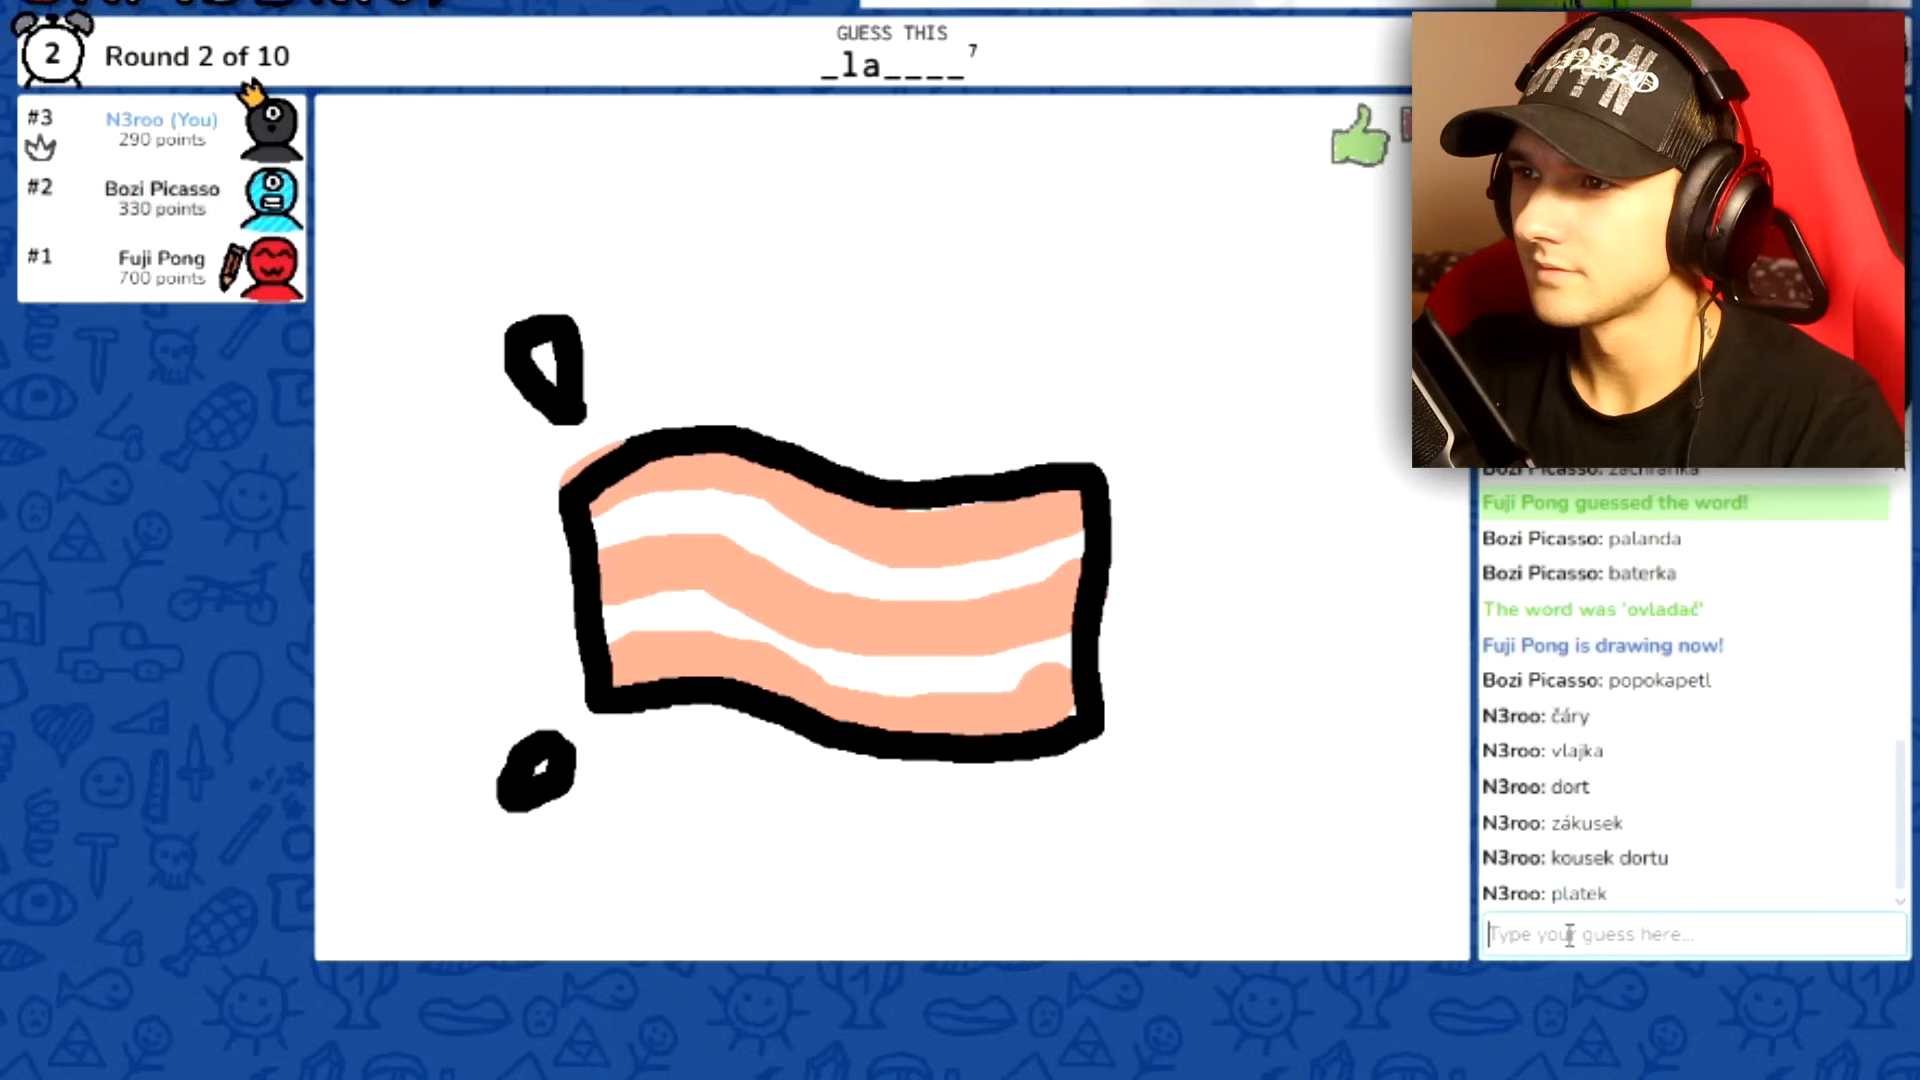 2
Round 2 of 10
GUESS THIS
_la____ 7
#3
N3roo (You)
290 points
#2
Bozi Picasso
330 points
#1
Fuji Pong
700 points
Bozi Picasso: zachranka
Fuji Pong guessed the word!
Bozi Picasso: palanda
Bozi Picasso: baterka
The word was 'ovladač'
Fuji Pong is drawing now!
Bozi Picasso: popokapetl
N3roo: čáry
N3roo: vlajka
N3roo: dort
N3roo: zákusek
N3roo: kousek dortu
N3roo: platek
Type your guess here...